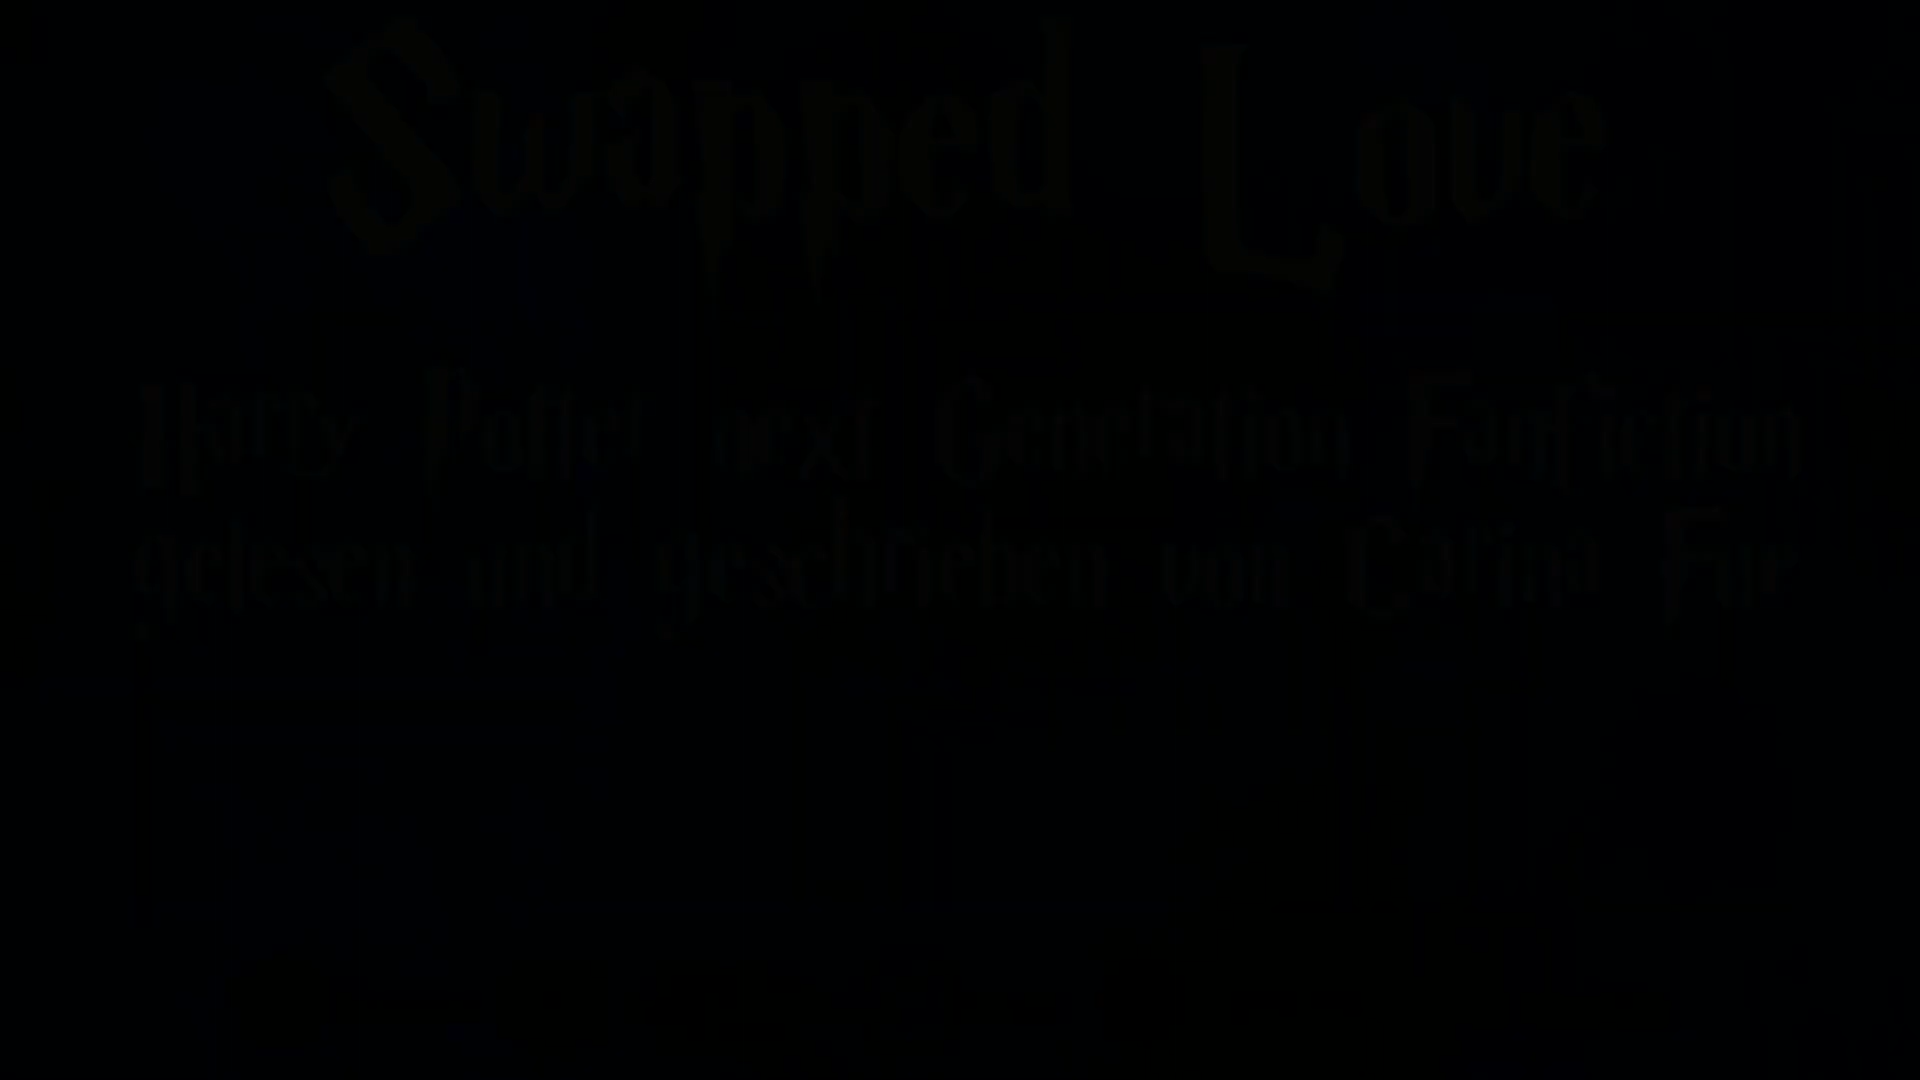 Swapped Love
Harry Potter next Generation Fanfiction
gelesen und geschrieben von Carina